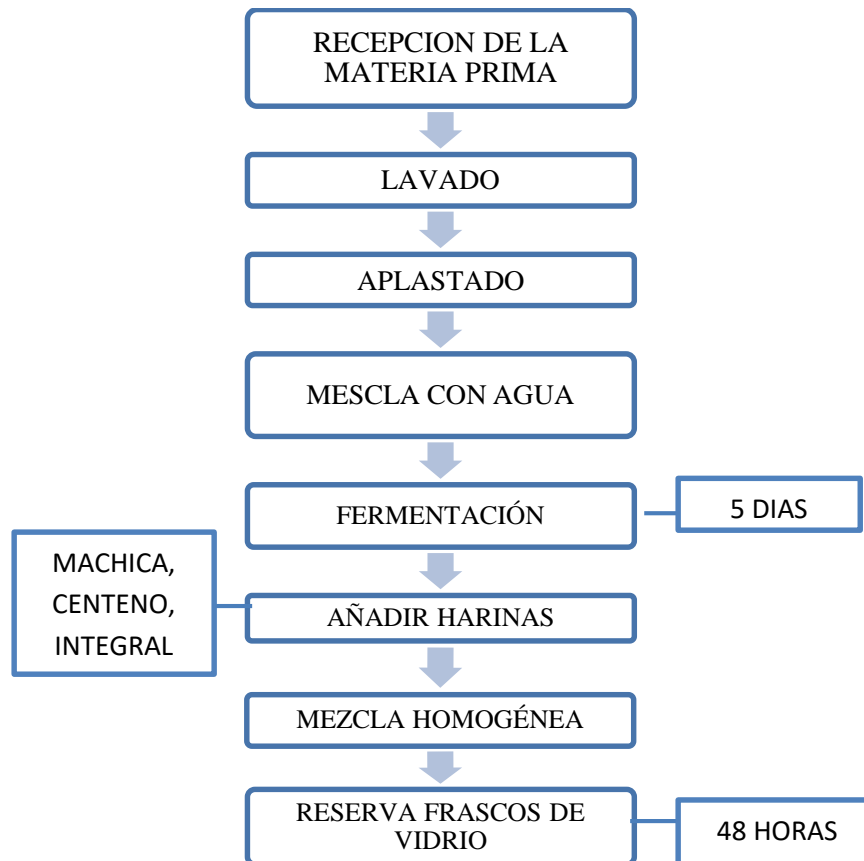 RECEPCION DE LA
MATERIA PRIMA
LAVADO
APLASTADO
MESCLA CON AGUA
FERMENTACIÓN
5 DIAS
MACHICA,
CENTENO,
INTEGRAL
AÑADIR HARINAS
MEZCLA HOMOGÉNEA
RESERVA FRASCOS DE
VIDRIO
48 HORAS